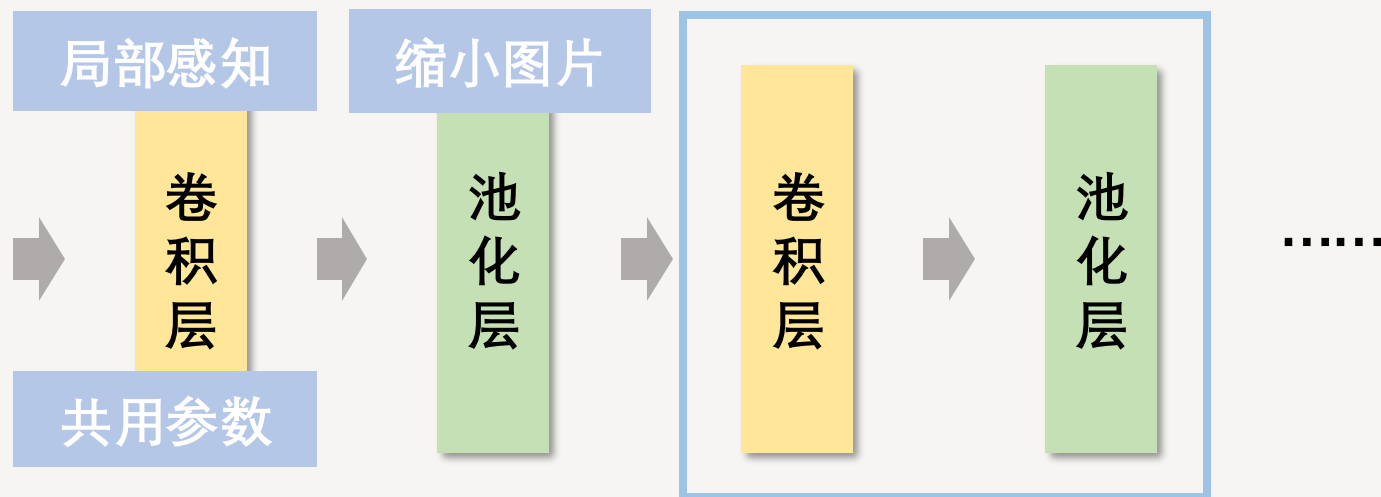 局部感知
缩小图片
卷积层
池化层
卷积层
池化层
……
共用参数